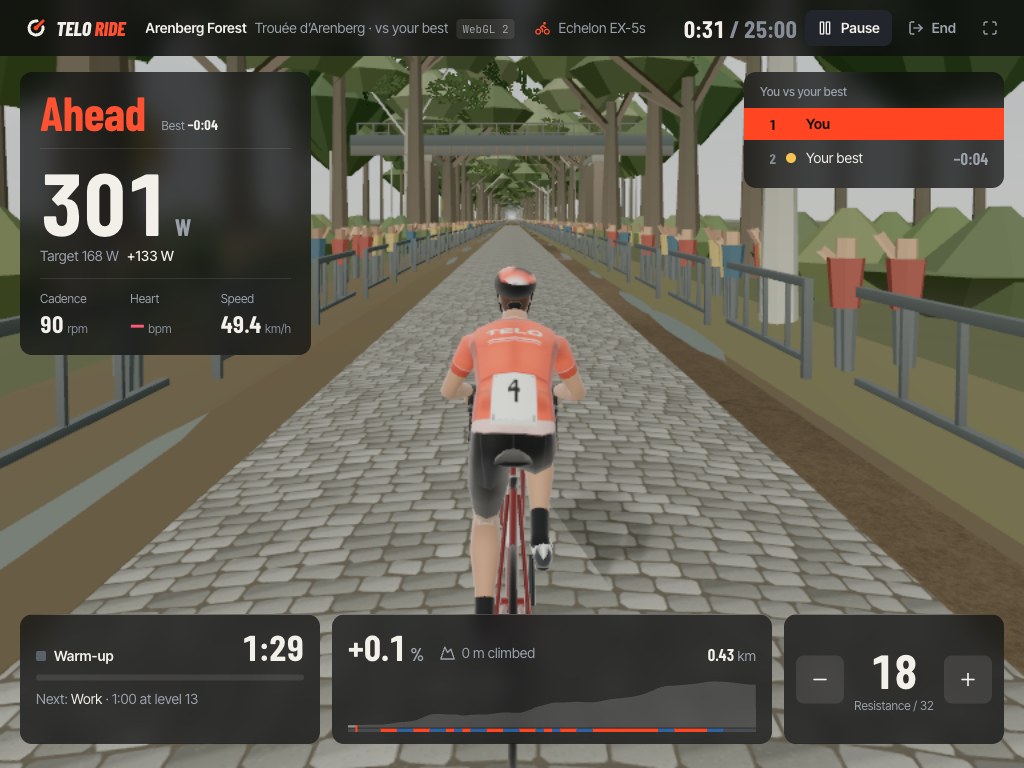 TELO RIDE Arenberg Forest Trouée d'Arenberg · vs your best WebGL 2 Echelon EX-5s 0:31 / 25:00 Pause End
Ahead Best −0:04
301 W
Target 168 W +133 W
Cadence Heart Speed
90 rpm — bpm 49.4 km/h
You vs your best
1 You
2 Your best −0:04
TELO
4
Warm-up 1:29
Next: Work · 1:00 at level 13
+0.1 % 0 m climbed 0.43 km
− 18 +
Resistance / 32